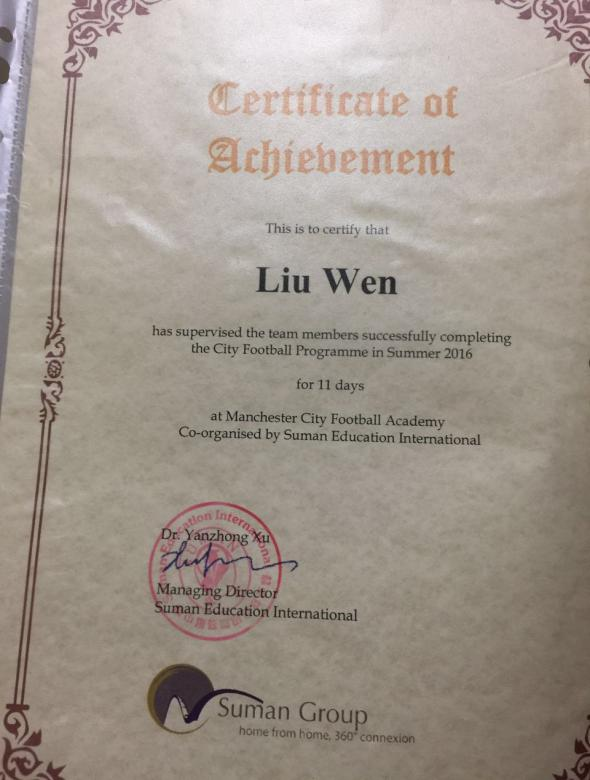 Certificate of
Achievement
This is to certify that
Liu Wen
has supervised the team members successfully completing
the City Football Programme in Summer 2016
for 11 days
at Manchester City Football Academy
Co-organised by Suman Education International
Dr. Yanzhong Xu
Managing Director
Suman Education International
Suman Group
home from home, 360° connexion